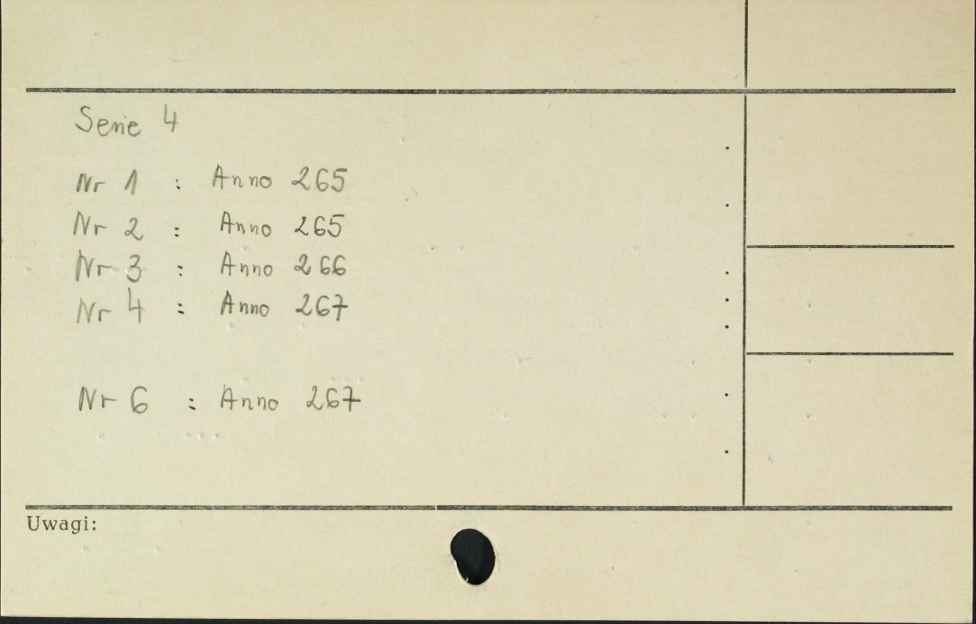 Serie 4
Nr 1 : Anno 265
Nr 2 : Anno 265
Nr 3 : Anno 266
Nr 4 : Anno 267
Nr 6 : Anno 267
Uwagi: